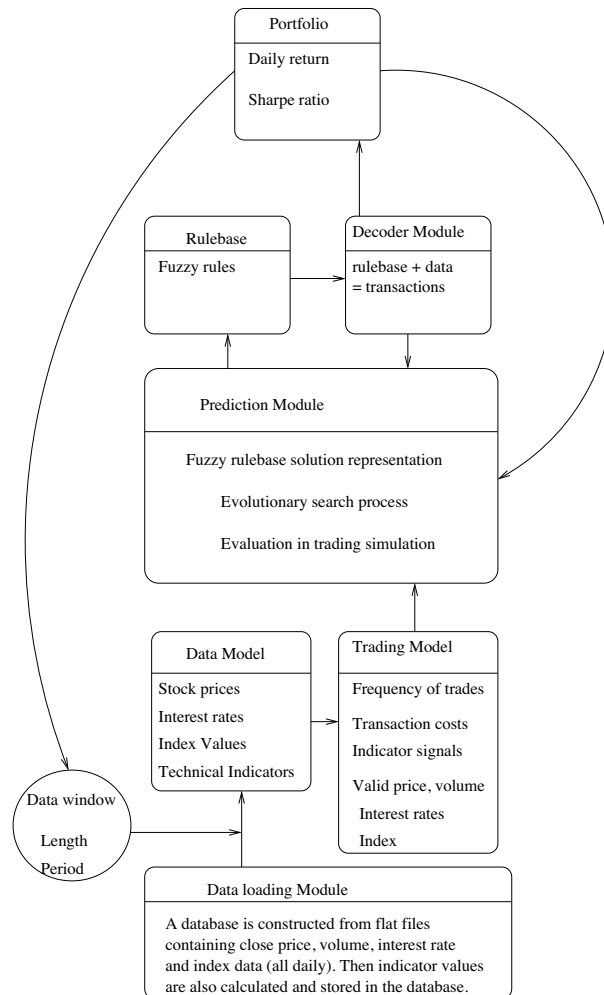 Portfolio
Daily return
Sharpe ratio
Rulebase
Fuzzy rules
Decoder Module
rulebase + data
= transactions
Prediction Module
Fuzzy rulebase solution representation
Evolutionary search process
Evaluation in trading simulation
Data Model
Stock prices
Interest rates
Index Values
Technical Indicators
Trading Model
Frequency of trades
Transaction costs
Indicator signals
Valid price, volume
Interest rates
Index
Data window
Length
Period
Data loading Module
A database is constructed from flat files
containing close price, volume, interest rate
and index data (all daily). Then indicator values
are also calculated and stored in the database.